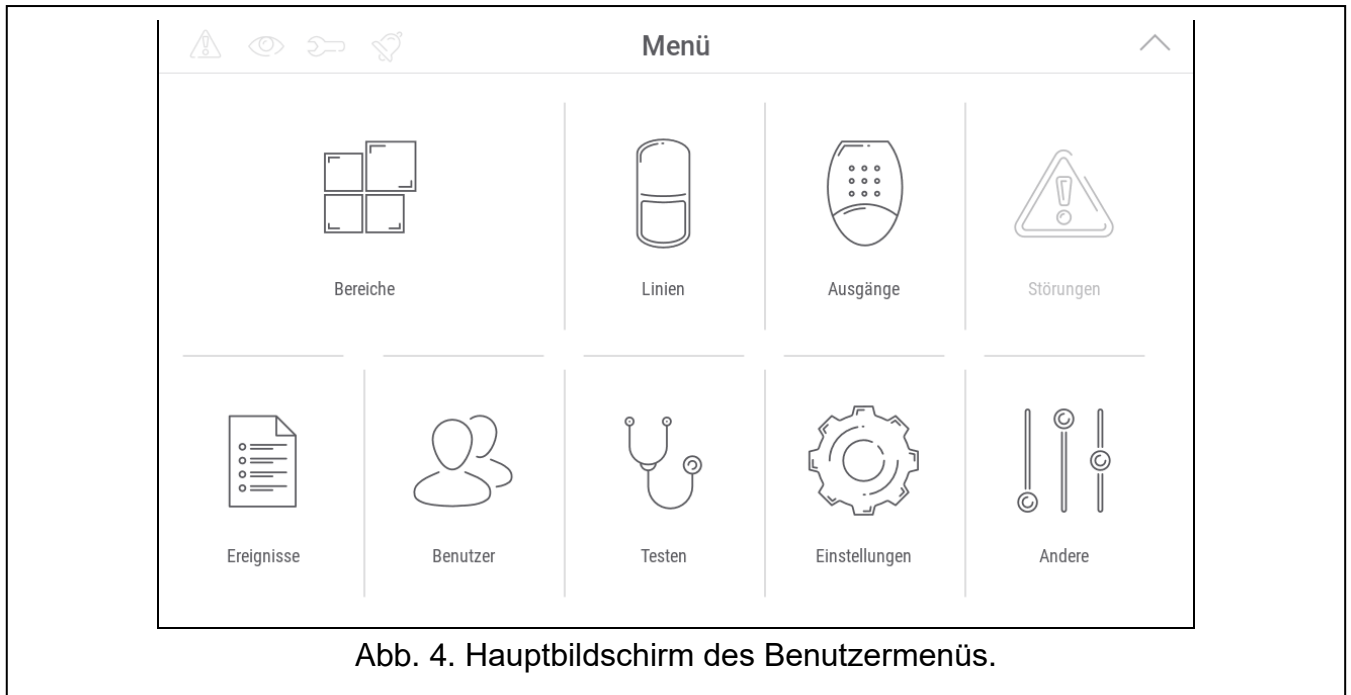 Menü
Bereiche
Linien
Ausgänge
Störungen
Ereignisse
Benutzer
Testen
Einstellungen
Andere
Abb. 4. Hauptbildschirm des Benutzermenüs.